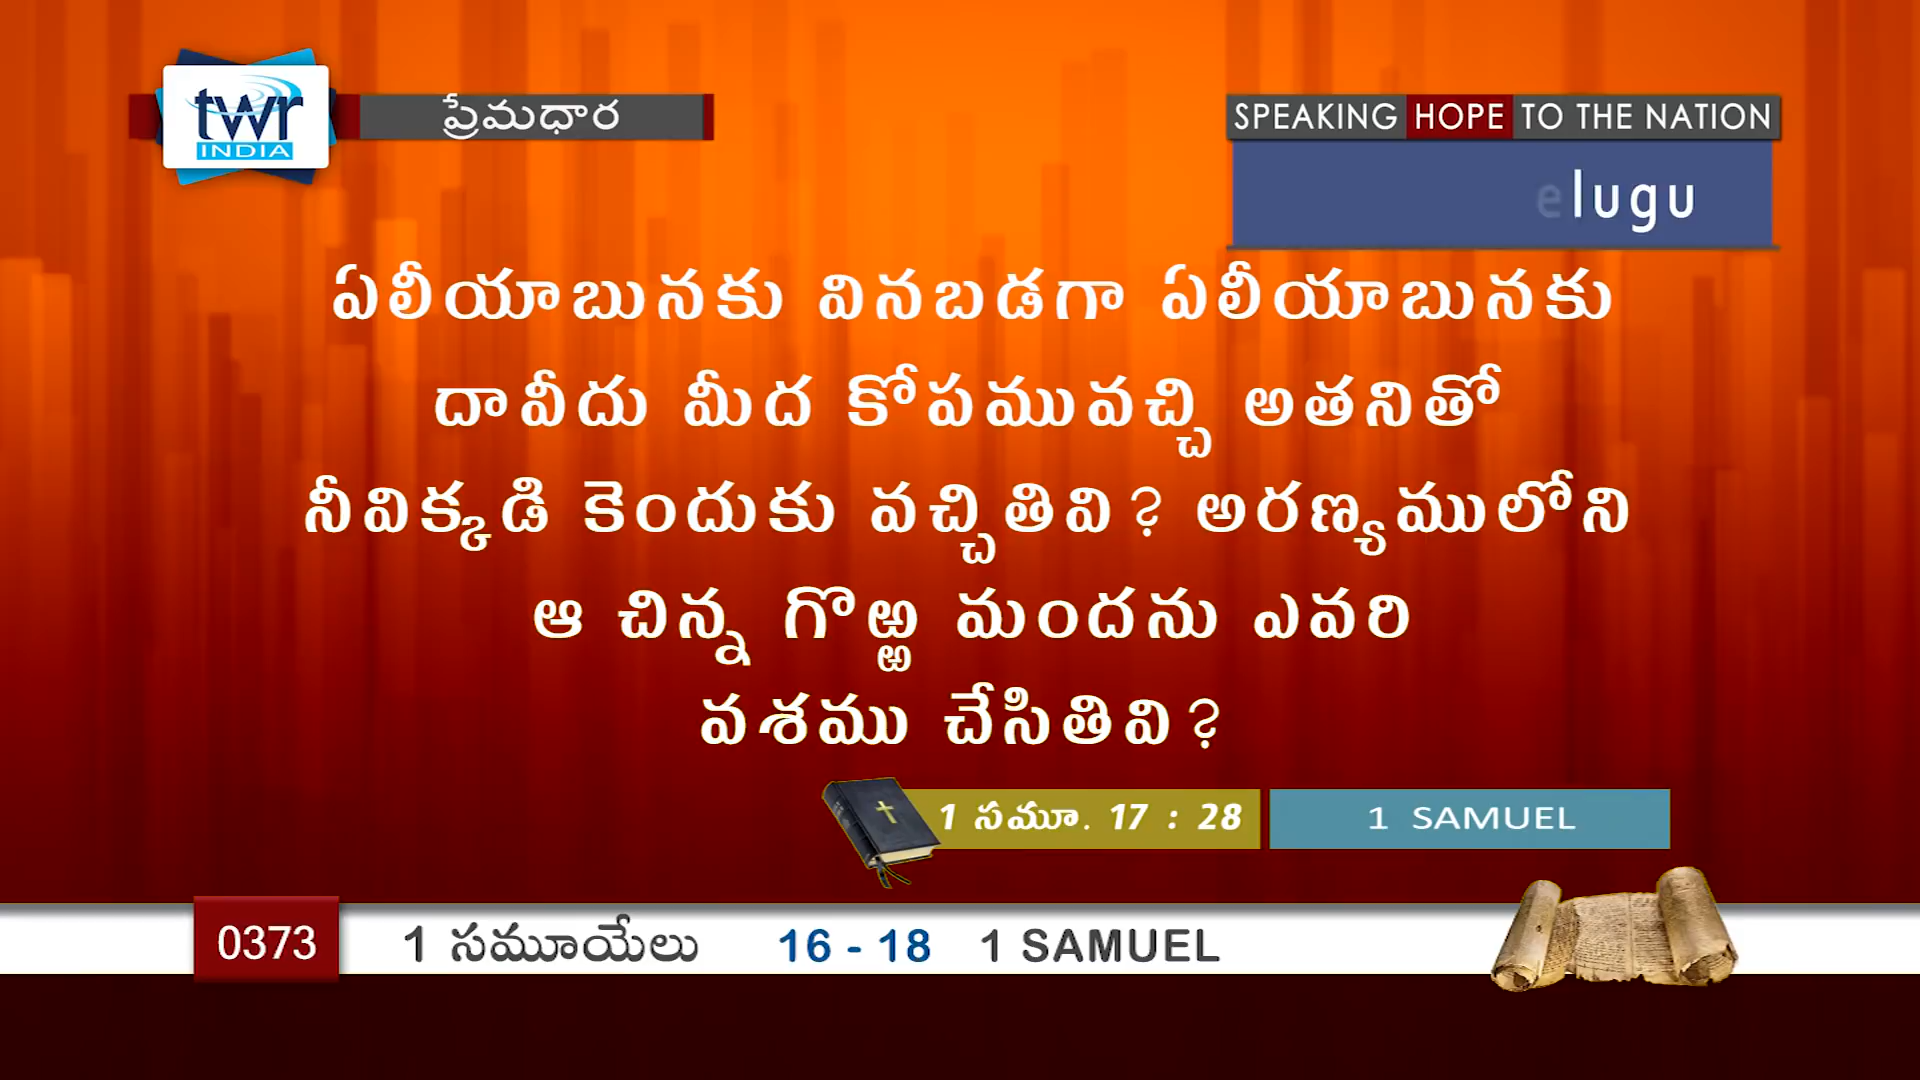 twr
INDIA
ప్రేమధార
SPEAKING HOPE TO THE NATION
elugu
ఏలీయాబునకు వినబడగా ఏలీయాబునకు
దావీదు మీద కోపమువచ్చి అతనితో
నీవిక్కడి కెందుకు వచ్చితివి? అరణ్యములోని
ఆ చిన్న గొఱ్ఱ మందను ఎవరి
వశము చేసితివి?
1 సమూ. 17 : 28
1 SAMUEL
0373
1 సమూయేలు 16 - 18 1 SAMUEL